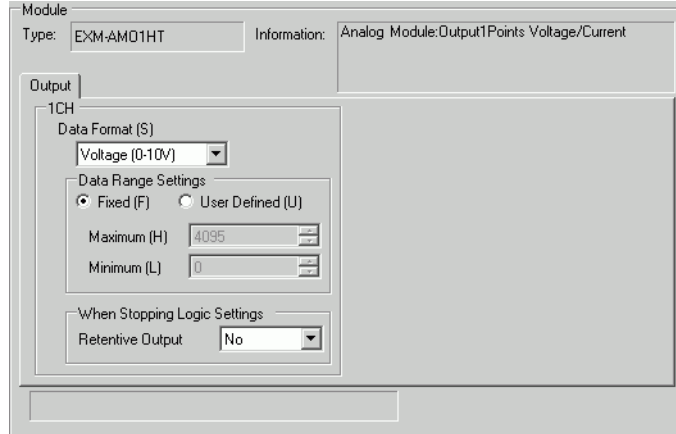 Module
Type: EXM-AMO1HT Information: Analog Module:Output1Points Voltage/Current
Output
1CH
Data Format (S)
Voltage (0-10V)
Data Range Settings
Fixed (F) User Defined (U)
Maximum (H) 4095
Minimum (L) 0
When Stopping Logic Settings
Retentive Output No